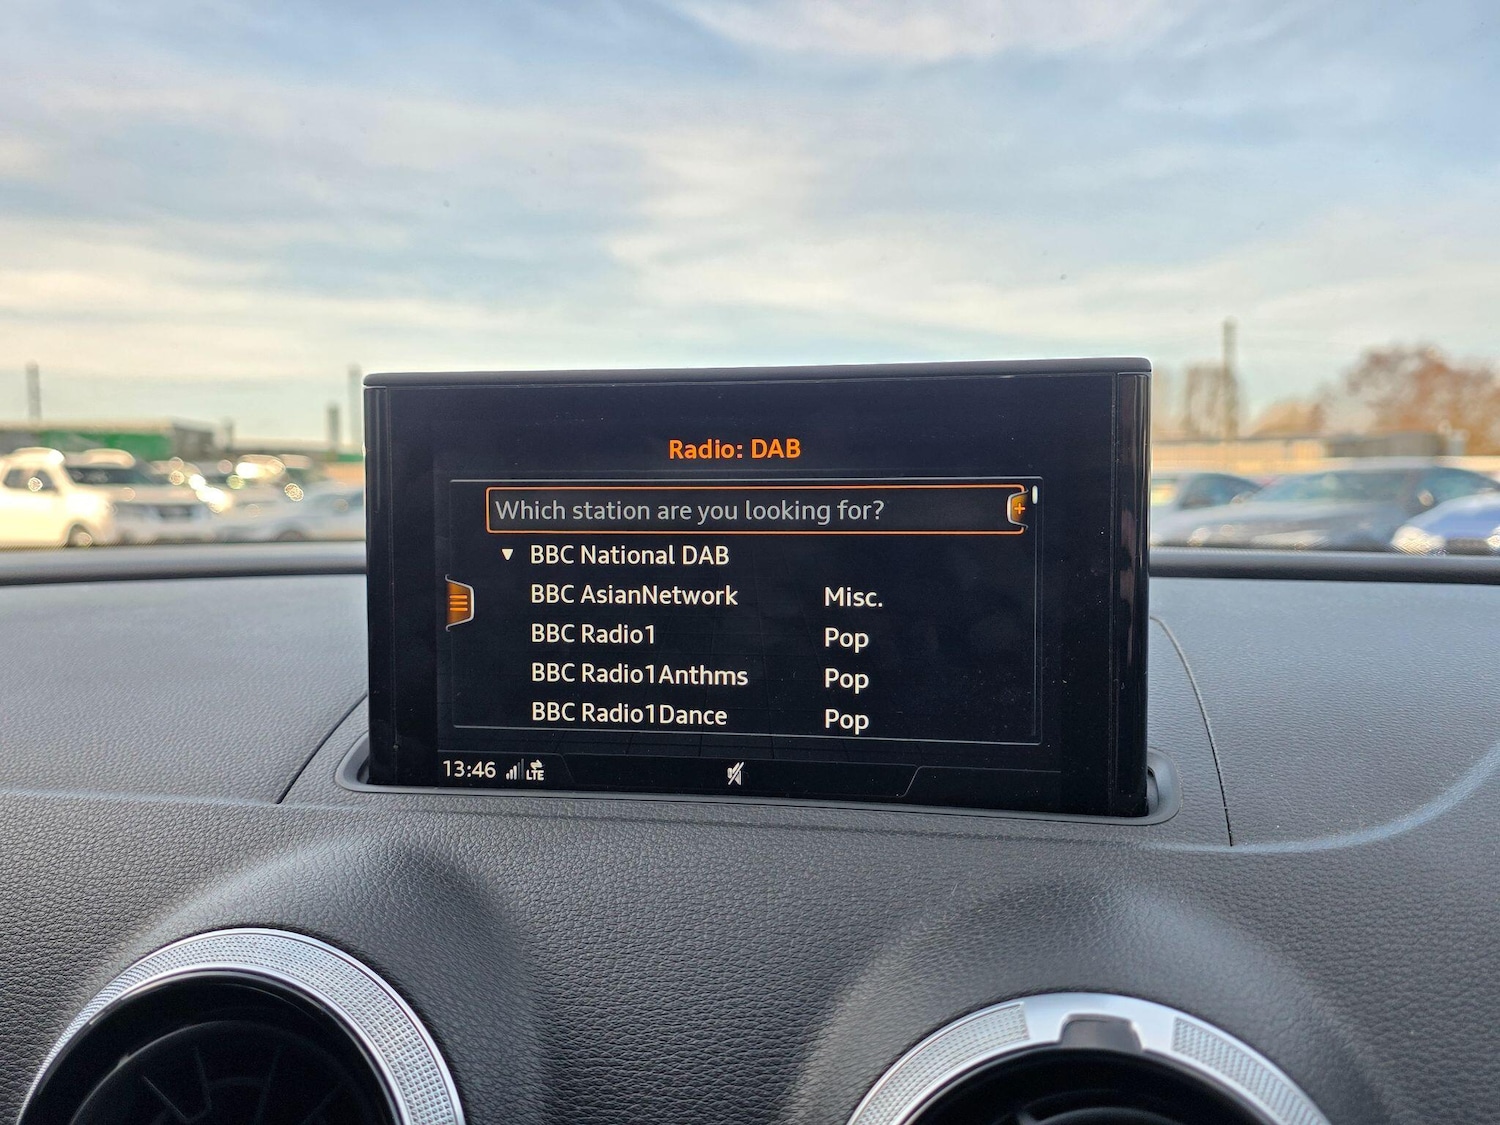 Radio: DAB
Which station are you looking for?
BBC National DAB
BBC AsianNetwork Misc.
BBC Radio1 Pop
BBC Radio1Anthms Pop
BBC Radio1Dance Pop
13:46 LTE